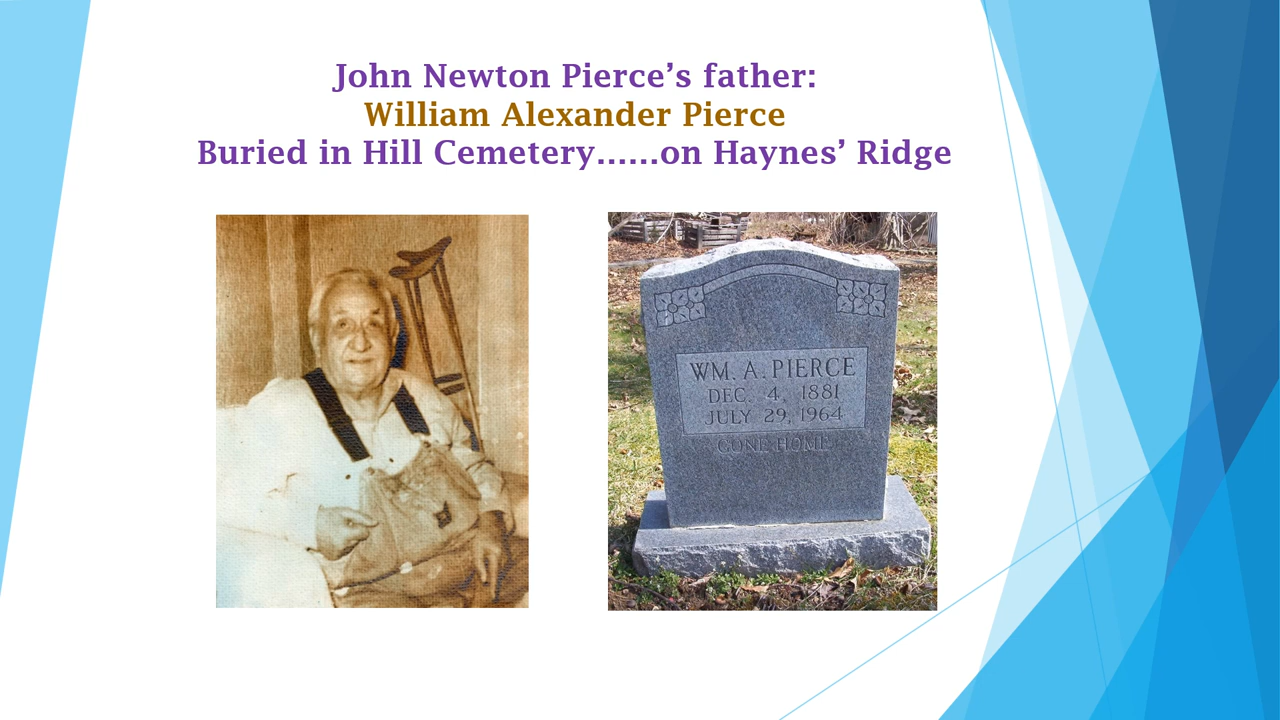 John Newton Pierce’s father:
William Alexander Pierce
Buried in Hill Cemetery......on Haynes’ Ridge
WM. A. PIERCE
DEC. 4, 1881
JULY 29, 1964
GONE HOME